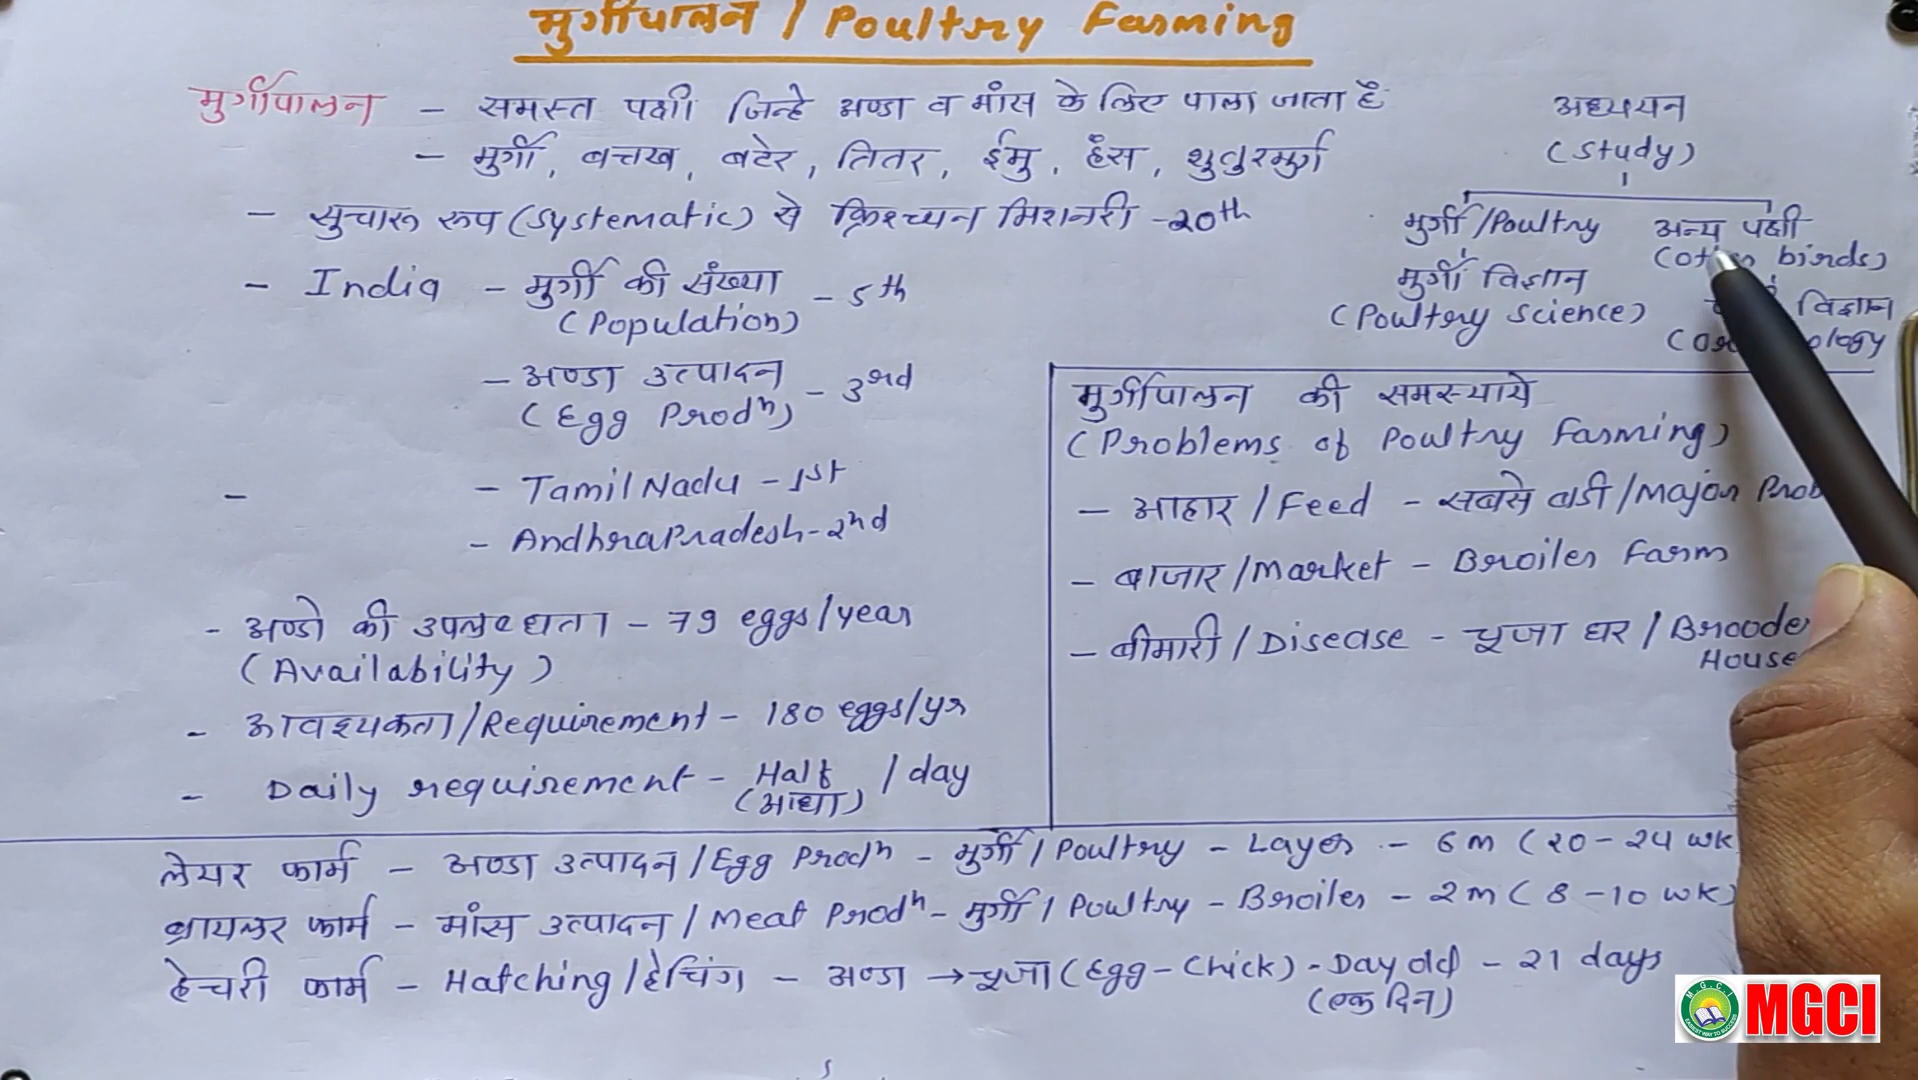 मुर्गीपालन / Poultry Farming
मुर्गीपालन - समस्त पक्षी जिन्हे अण्डा व मांस के लिए पाला जाता है
- मुर्गी, बत्तख, बटेर, तितर, ईमु, हंस, शुतुरमुर्ग
- सुचारू रूप (Systematic) से क्रिश्चयन मिशनरी - 20th
- India - मुर्गी की संख्या - 5th
(Population)
- अण्डा उत्पादन - 3rd
(Egg Prodn)
- - Tamil Nadu - 1st
- Andhra Pradesh - 2nd
- अण्डो की उपलब्धता - 79 eggs/year
(Availability)
- आवश्यकता/Requirement - 180 eggs/yr
- Daily requirement - Half / day
(आधा)
अध्ययन
(Study)
मुर्गी/Poultry अन्य पक्षी
(birds)
मुर्गी विज्ञान
(Poultry Science)
विज्ञान
मुर्गीपालन की समस्याये
(Problems of Poultry Farming)
- आहार/Feed - सबसे बडी/Major Prob
- बाजार/Market - Broiler Farm
- बीमारी/Disease - चूजा घर/Brooder
House
लेयर फार्म - अण्डा उत्पादन/Egg Prodn - मुर्गी/Poultry - Layer - 6m (20-24 wk
ब्रायलर फार्म - मांस उत्पादन/Meat Prodn - मुर्गी/Poultry - Broiler - 2m (8-10 wk)
हेचरी फार्म - Hatching/हेचिंग - अण्डा → चूजा (Egg-Chick) - Day old - 21 days
(एक दिन)
M.G.C.I
MGCI